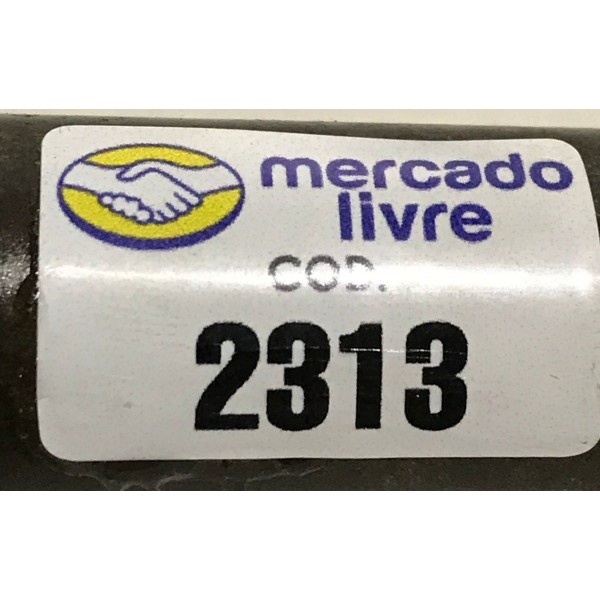 mercado
livre
COD.
2313